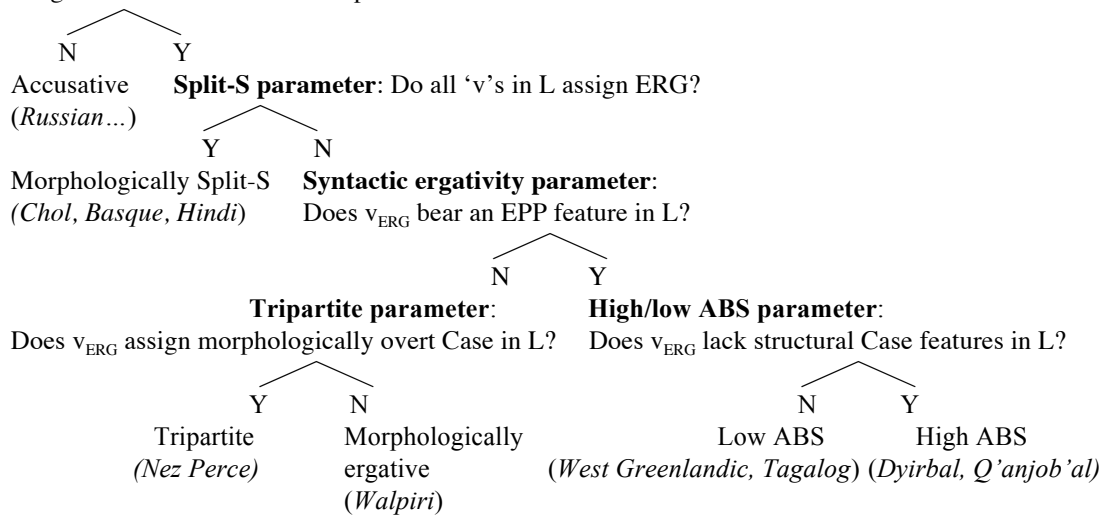 N Y
Accusative Split-S parameter: Do all ‘v’s in L assign ERG?
(Russian…)
Y N
Morphologically Split-S Syntactic ergativity parameter:
(Chol, Basque, Hindi) Does vERG bear an EPP feature in L?
N Y
Tripartite parameter: High/low ABS parameter:
Does vERG assign morphologically overt Case in L? Does vERG lack structural Case features in L?
Y N N Y
Tripartite Morphologically Low ABS High ABS
(Nez Perce) ergative (West Greenlandic, Tagalog) (Dyirbal, Q’anjob’al)
(Walpiri)